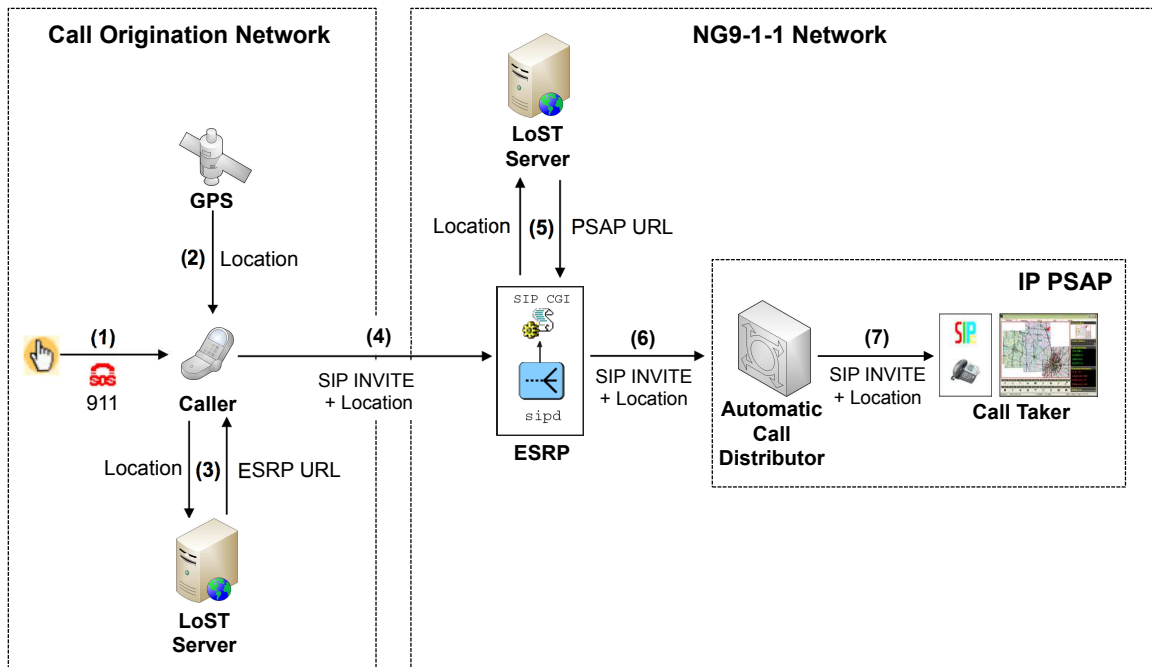 Call Origination Network
NG9-1-1 Network
LoST
Server
GPS
Location
(5)
PSAP URL
(2)
Location
IP PSAP
SIP CGI
SIP
(1)
(4)
(6)
(7)
SOS
911
Caller
SIP INVITE
+ Location
sipd
ESRP
SIP INVITE
+ Location
Automatic
Call
Distributor
SIP INVITE
+ Location
Call Taker
Location
(3)
ESRP URL
LoST
Server